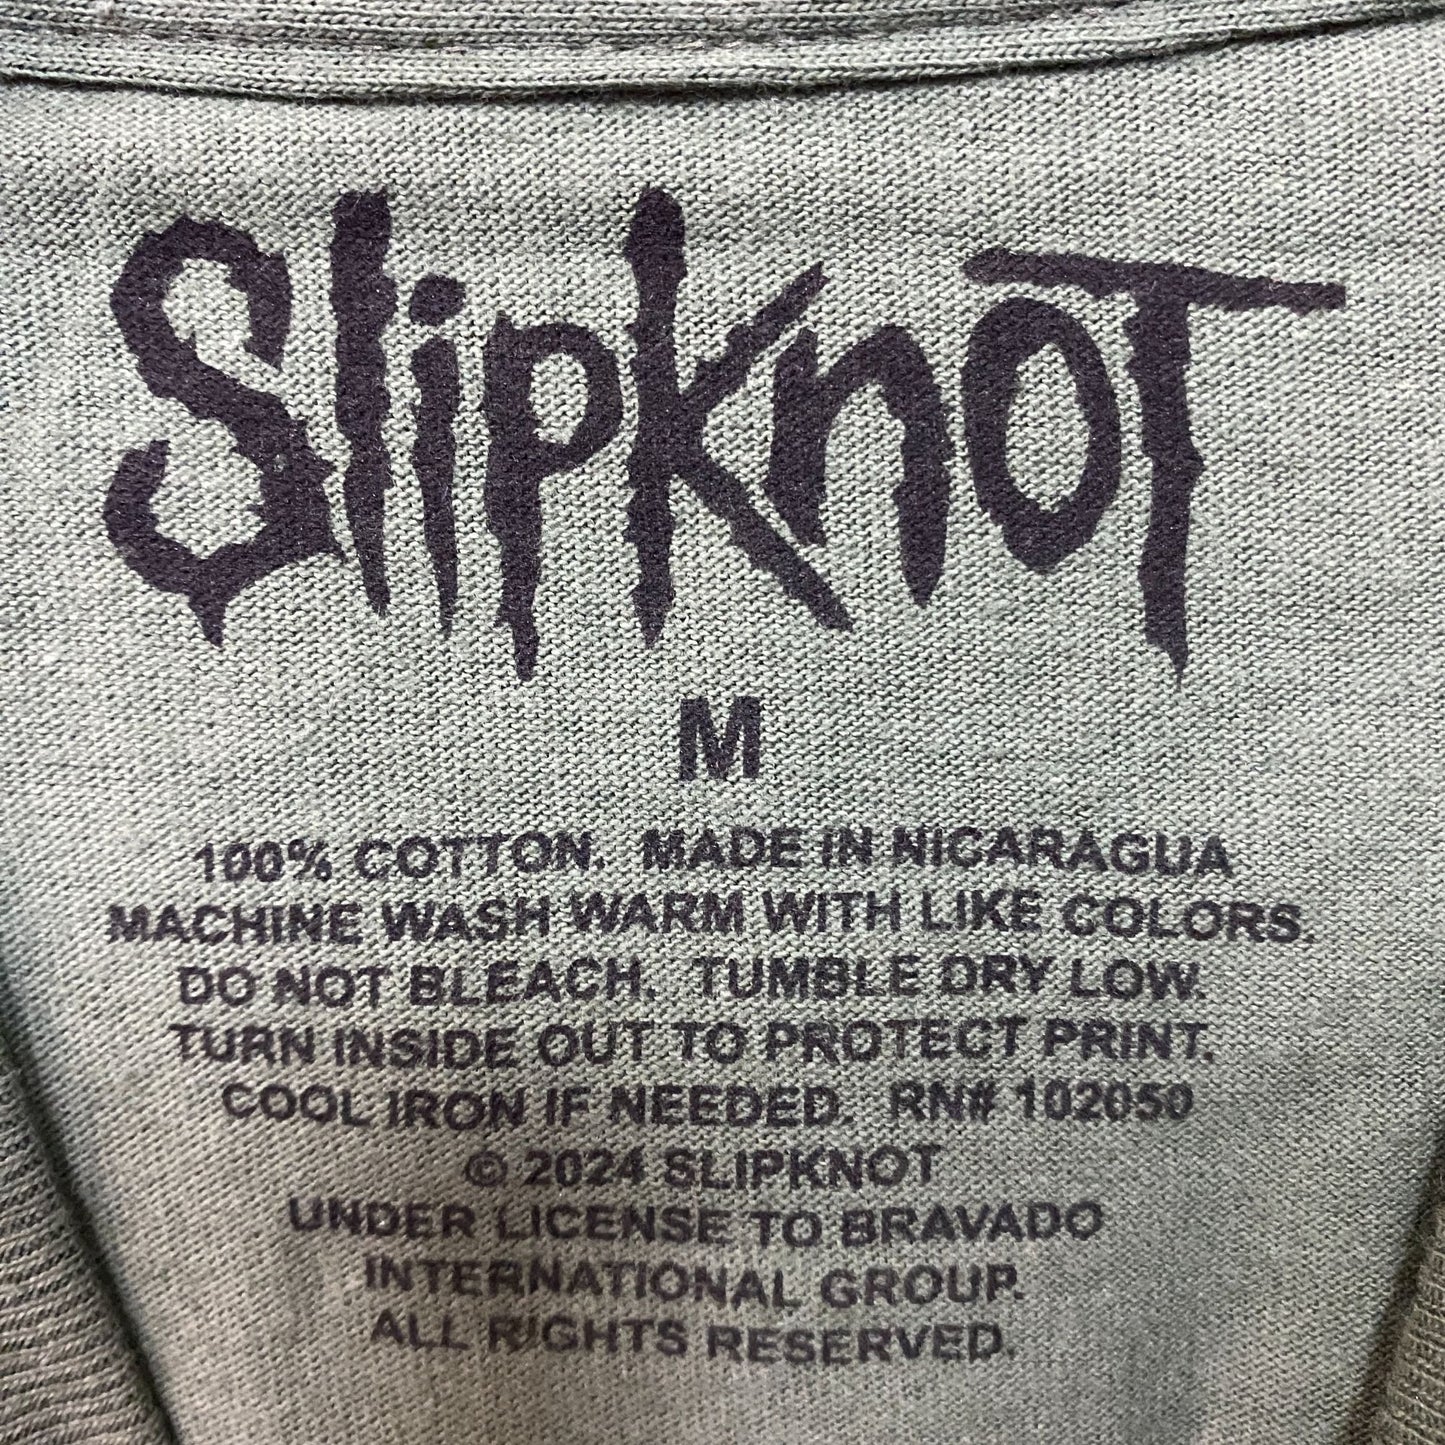 Slipknot
M
100% COTTON. MADE IN NICARAGUA
MACHINE WASH WARM WITH LIKE COLORS.
DO NOT BLEACH. TUMBLE DRY LOW.
TURN INSIDE OUT TO PROTECT PRINT.
COOL IRON IF NEEDED. RN# 102050
© 2024 SLIPKNOT
UNDER LICENSE TO BRAVADO
INTERNATIONAL GROUP.
ALL RIGHTS RESERVED.